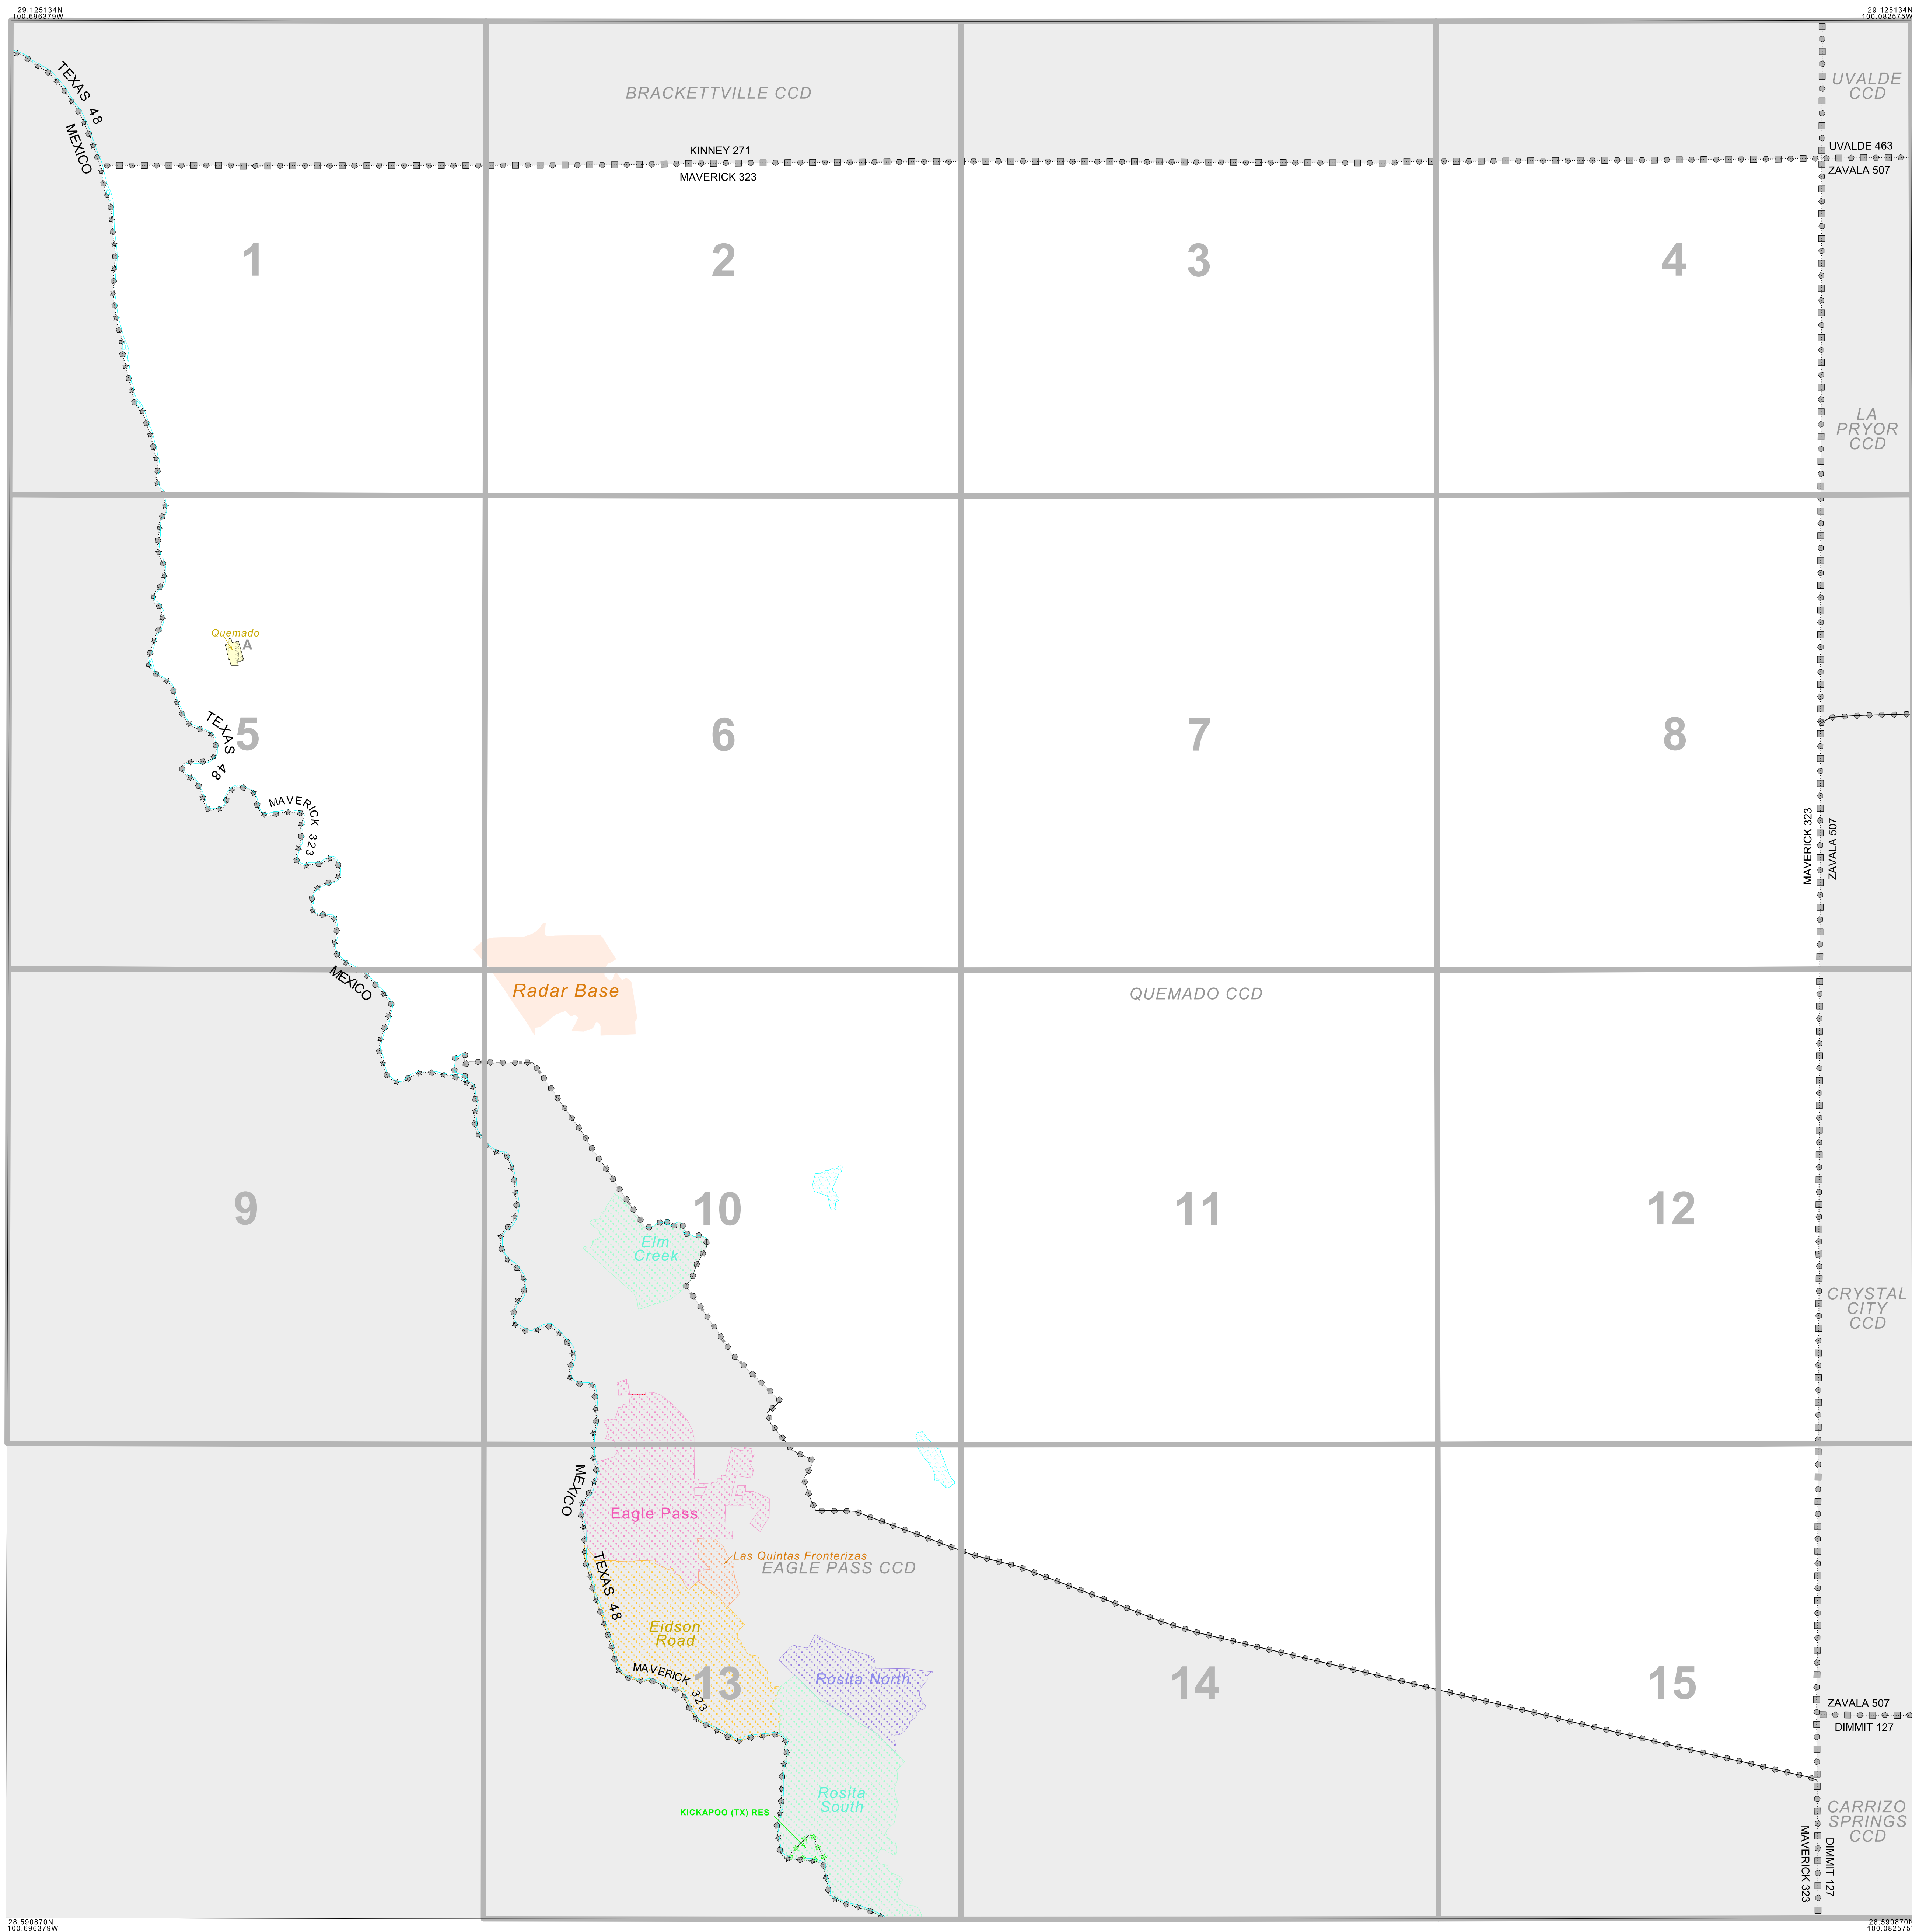 29.125134N
100.696379W
29.125134N
100.082575W
TEXAS 48
MEXICO
BRACKETTVILLE CCD
UVALDE
CCD
KINNEY 271
MAVERICK 323
UVALDE 463
ZAVALA 507
1
2
3
4
LA
PRYOR
CCD
Quemado
A
TEXAS 48
5
6
7
8
MAVERICK 323
MAVERICK 323
ZAVALA 507
MEXICO
Radar Base
QUEMADO CCD
9
10
11
12
Elm
Creek
CRYSTAL
CITY
CCD
MEXICO
Eagle Pass
TEXAS 48
Las Quintas Fronterizas
EAGLE PASS CCD
Eidson
Road
MAVERICK 323
13
Rosita North
14
15
ZAVALA 507
DIMMIT 127
Rosita
South
KICKAPOO (TX) RES
CARRIZO
SPRINGS
CCD
MAVERICK 323
DIMMIT 127
28.590870N
100.696379W
28.590870N
100.082575W